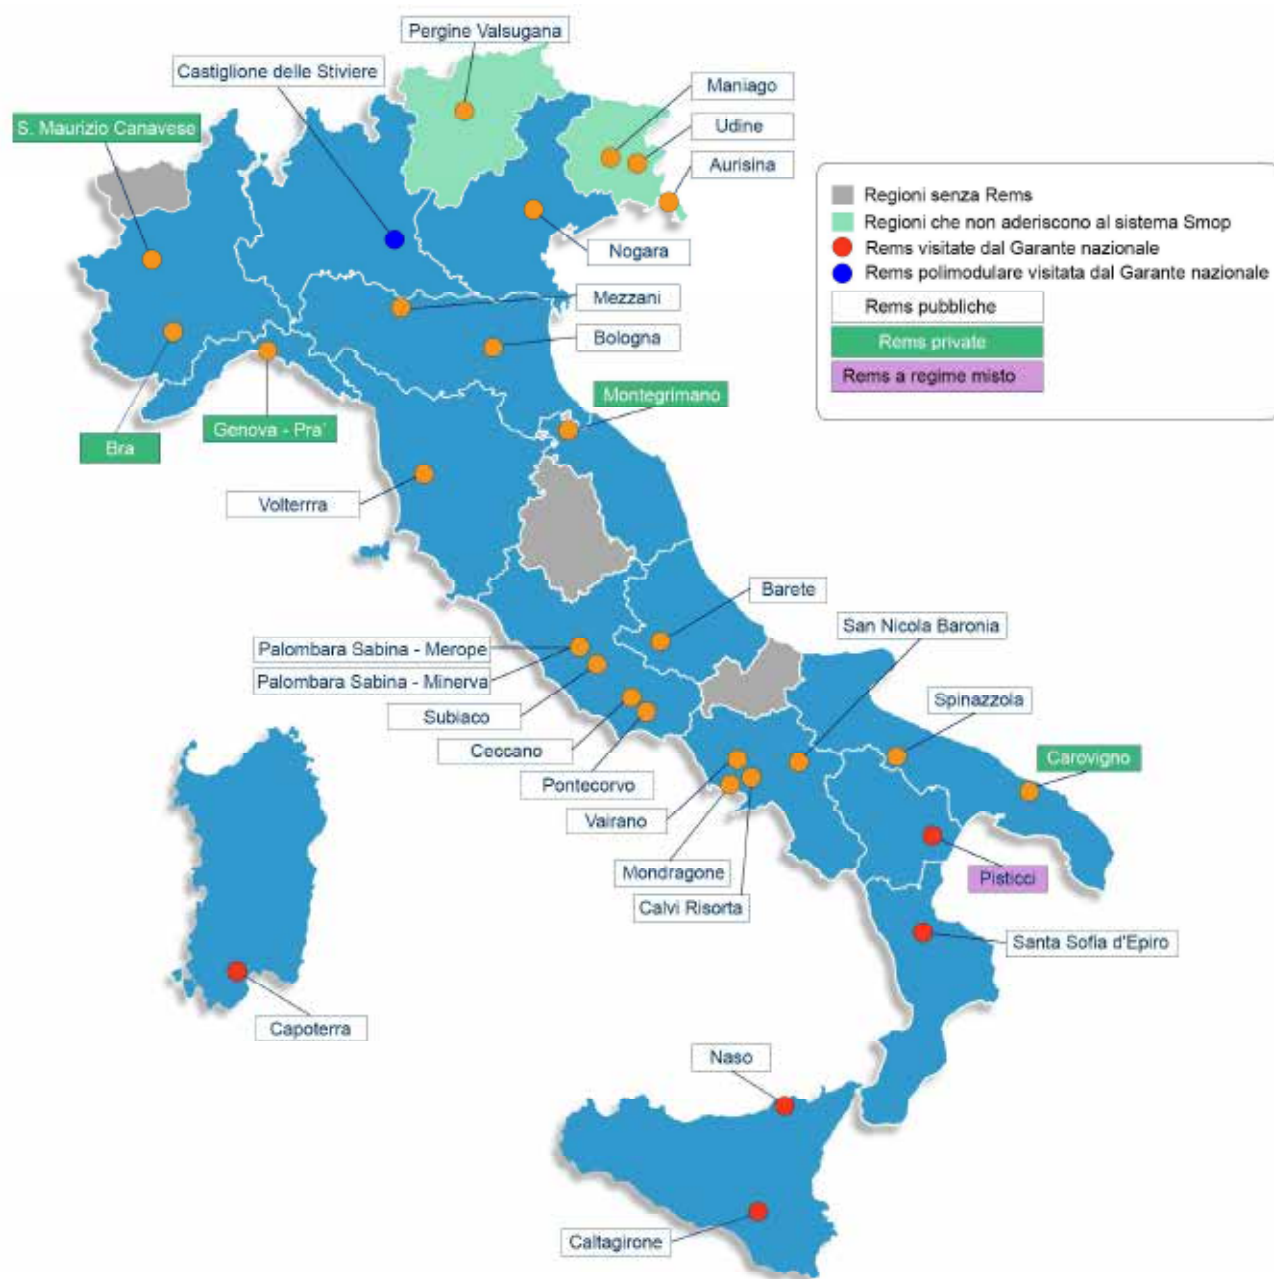 Pergine Valsugana
Castiglione delle Stiviere
Maniago
S. Maurizio Canavese
Udine
Aurisina
Regioni senza Rems
Regioni che non aderiscono al sistema Smop
Rems visitate dal Garante nazionale
Rems polimodulare visitata dal Garante nazionale
Rems pubbliche
Rems private
Rems a regime misto
Nogara
Mezzani
Bologna
Montegrimano
Genova - Pra'
Bra
Volterrra
Barete
San Nicola Baronia
Palombara Sabina - Merope
Palombara Sabina - Minerva
Subiaco
Spinazzola
Ceccano
Carovigno
Pontecorvo
Vairano
Mondragone
Pisticci
Calvi Risorta
Santa Sofia d'Epiro
Capoterra
Naso
Caltagirone